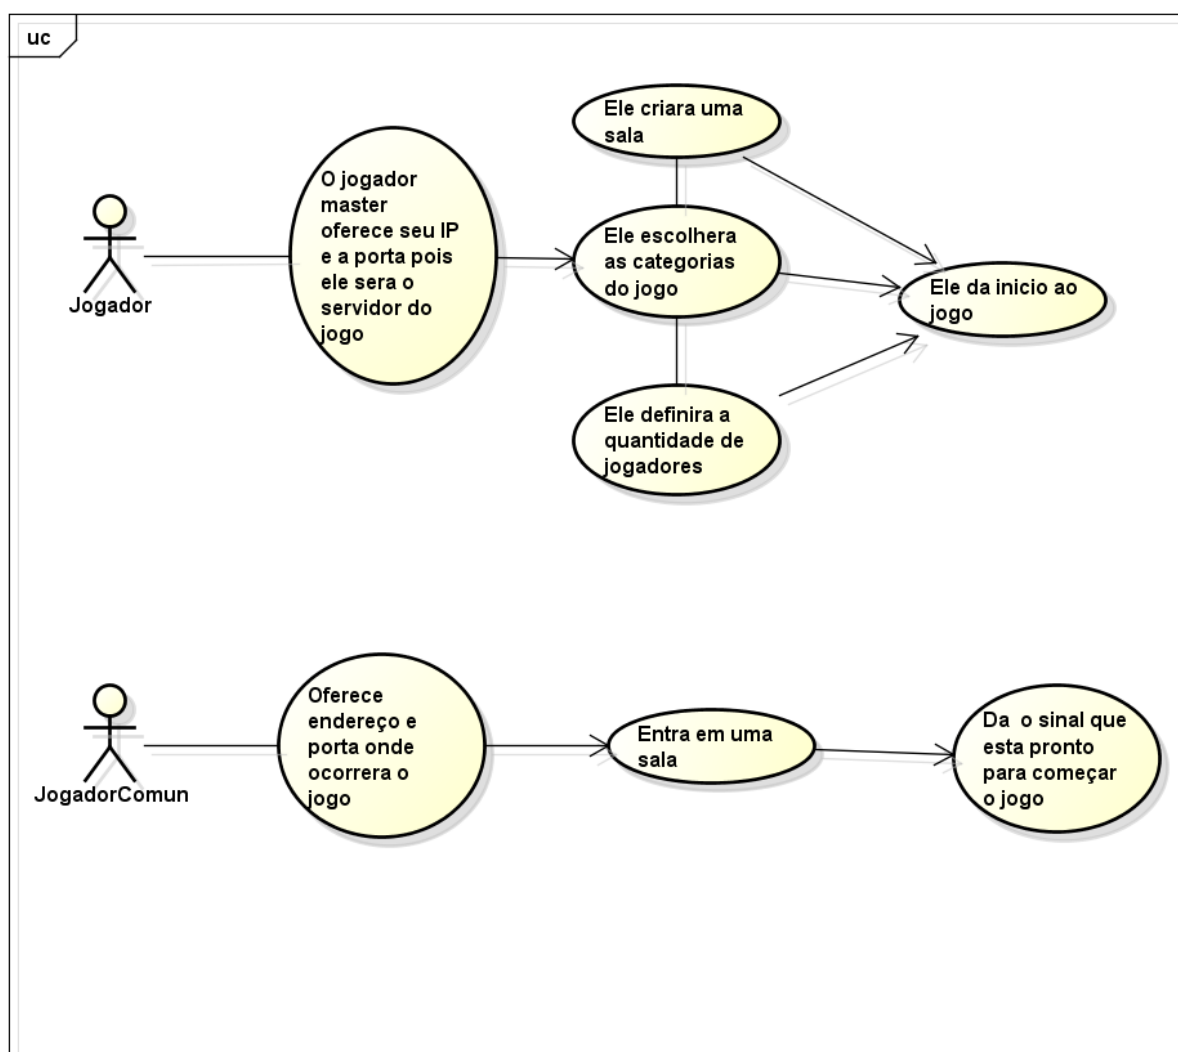 uc
Ele criara uma
sala
O jogador
master
oferece seu IP
e a porta pois
ele sera o
servidor do
jogo
Jogador
Ele escolhera
as categorias
do jogo
Ele da inicio ao
jogo
Ele definira a
quantidade de
jogadores
JogadorComun
Oferece
endereço e
porta onde
ocorrera o
jogo
Entra em uma
sala
Da  o sinal que
esta pronto
para começar
o jogo